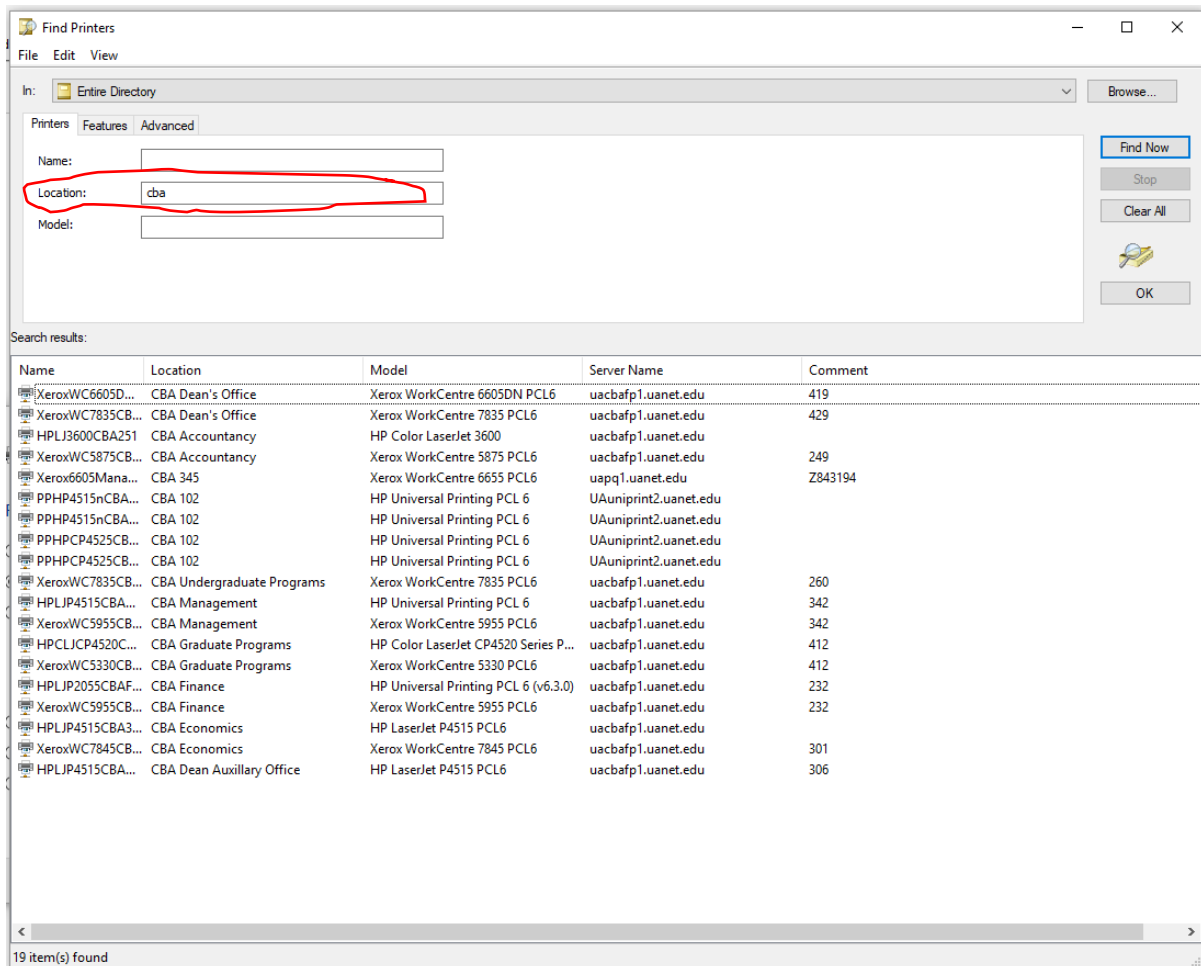 Find Printers
File Edit View
In: Entire Directory Browse...
Printers Features Advanced
Find Now
Name:
Location: cba
Stop
Model:
Clear All
OK
Search results:
Name Location Model Server Name Comment
XeroxWC6605D... CBA Dean's Office Xerox WorkCentre 6605DN PCL6 uacbafp1.uanet.edu 419
XeroxWC7835CB... CBA Dean's Office Xerox WorkCentre 7835 PCL6 uacbafp1.uanet.edu 429
HPLJ3600CBA251 CBA Accountancy HP Color LaserJet 3600 uacbafp1.uanet.edu
XeroxWC5875CB... CBA Accountancy Xerox WorkCentre 5875 PCL6 uacbafp1.uanet.edu 249
Xerox6605Mana... CBA 345 Xerox WorkCentre 6655 PCL6 uapq1.uanet.edu Z843194
PPHP4515nCBA... CBA 102 HP Universal Printing PCL 6 UAuniprint2.uanet.edu
PPHP4515nCBA... CBA 102 HP Universal Printing PCL 6 UAuniprint2.uanet.edu
PPHPCP4525CB... CBA 102 HP Universal Printing PCL 6 UAuniprint2.uanet.edu
PPHPCP4525CB... CBA 102 HP Universal Printing PCL 6 UAuniprint2.uanet.edu
XeroxWC7835CB... CBA Undergraduate Programs Xerox WorkCentre 7835 PCL6 uacbafp1.uanet.edu 260
HPLJP4515CBA... CBA Management HP Universal Printing PCL 6 uacbafp1.uanet.edu 342
XeroxWC5955CB... CBA Management Xerox WorkCentre 5955 PCL6 uacbafp1.uanet.edu 342
HPCLJCP4520C... CBA Graduate Programs HP Color LaserJet CP4520 Series P... uacbafp1.uanet.edu 412
XeroxWC5330CB... CBA Graduate Programs Xerox WorkCentre 5330 PCL6 uacbafp1.uanet.edu 412
HPLJP2055CBAF... CBA Finance HP Universal Printing PCL 6 (v6.3.0) uacbafp1.uanet.edu 232
XeroxWC5955CB... CBA Finance Xerox WorkCentre 5955 PCL6 uacbafp1.uanet.edu 232
HPLJP4515CBA3... CBA Economics HP LaserJet P4515 PCL6 uacbafp1.uanet.edu
XeroxWC7845CB... CBA Economics Xerox WorkCentre 7845 PCL6 uacbafp1.uanet.edu 301
HPLJP4515CBA... CBA Dean Auxillary Office HP LaserJet P4515 PCL6 uacbafp1.uanet.edu 306
19 item(s) found